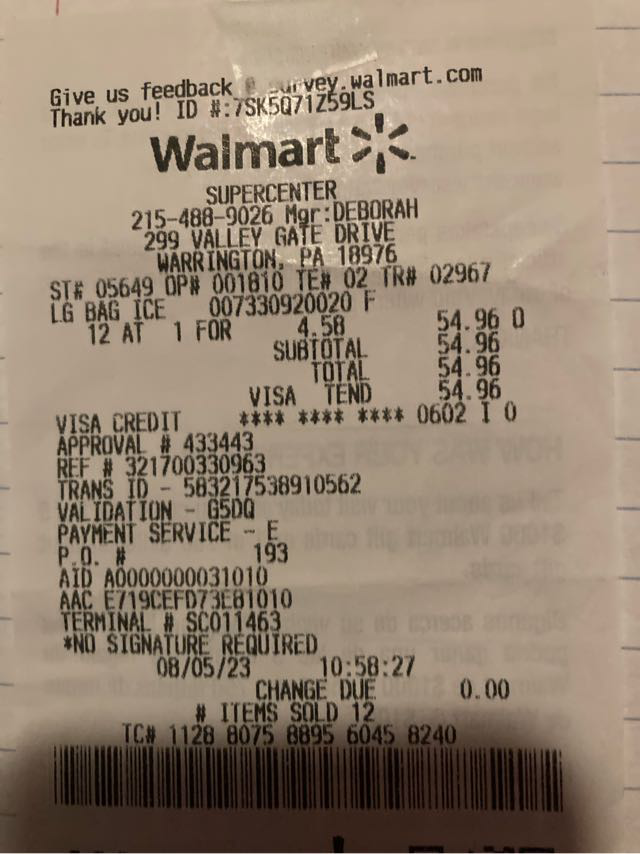 Give us feedback @ survey.walmart.com
Thank you! ID #:7SK5Q71Z59LS
Walmart
SUPERCENTER
215-488-9026 Mgr:DEBORAH
299 VALLEY GATE DRIVE
WARRINGTON, PA 18976
ST# 05649 OP# 001810 TE# 02 TR# 02967
LG BAG ICE 007330920020 F
12 AT 1 FOR 4.58 54.96 O
SUBTOTAL 54.96
TOTAL 54.96
VISA TEND 54.96
VISA CREDIT **** **** **** 0602 I 0
APPROVAL # 433443
REF # 321700330963
TRANS ID - 583217538910562
VALIDATION - G5DQ
PAYMENT SERVICE - E
P.O. # 193
AID A0000000031010
AAC E719CEFD73E81010
TERMINAL # SC011463
*NO SIGNATURE REQUIRED
08/05/23 10:58:27
CHANGE DUE 0.00
# ITEMS SOLD 12
TC# 1128 8075 8895 6045 8240